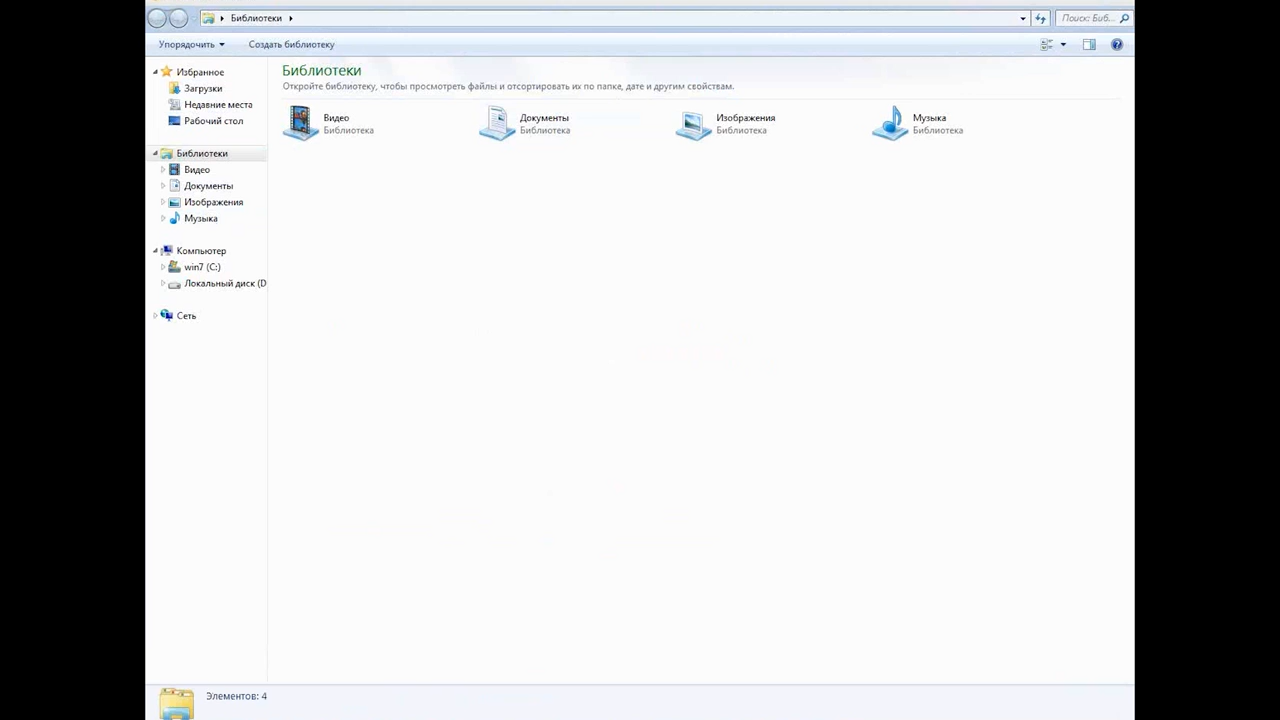 Библиотеки
Поиск: Биб...
Упорядочить
Создать библиотеку
Избранное
Загрузки
Недавние места
Рабочий стол
Библиотеки
Видео
Документы
Изображения
Музыка
Компьютер
win7 (C:)
Локальный диск (D
Сеть
Библиотеки
Откройте библиотеку, чтобы просмотреть файлы и отсортировать их по папке, дате и другим свойствам.
Видео
Библиотека
Документы
Библиотека
Изображения
Библиотека
Музыка
Библиотека
Элементов: 4